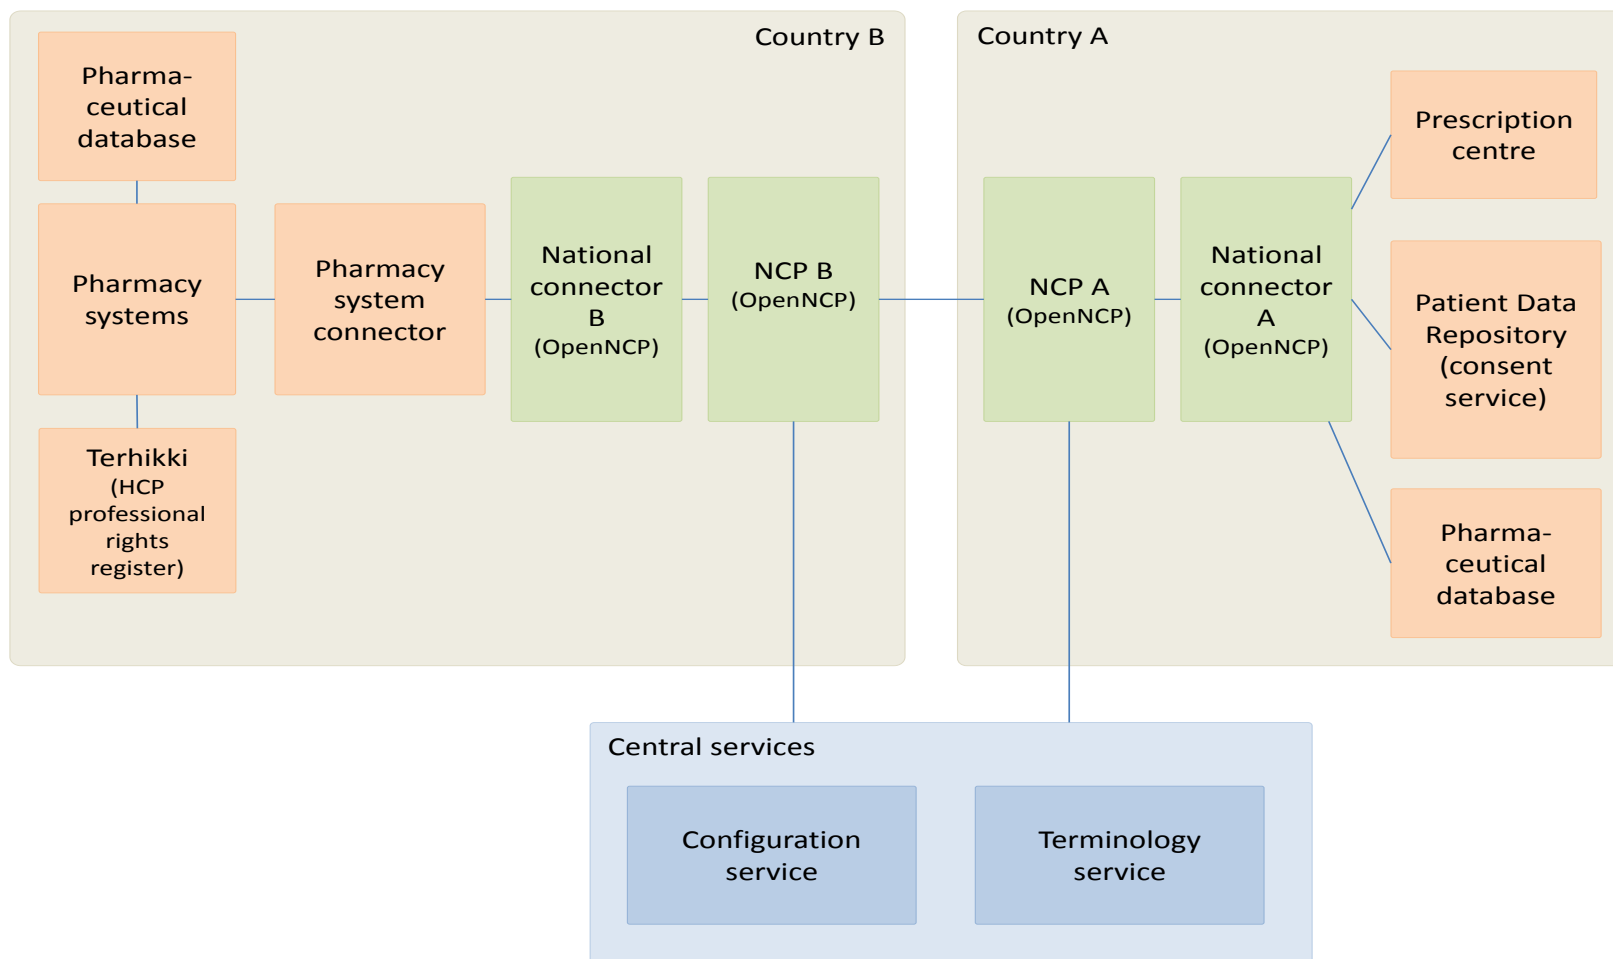 Country B
Pharma-
ceutical
database
Pharmacy
systems
Terhikki
(HCP
professional
rights
register)
Pharmacy
system
connector
National
connector
B
(OpenNCP)
NCP B
(OpenNCP)
Country A
NCP A
(OpenNCP)
National
connector
A
(OpenNCP)
Prescription
centre
Patient Data
Repository
(consent
service)
Pharma-
ceutical
database
Central services
Configuration
service
Terminology
service